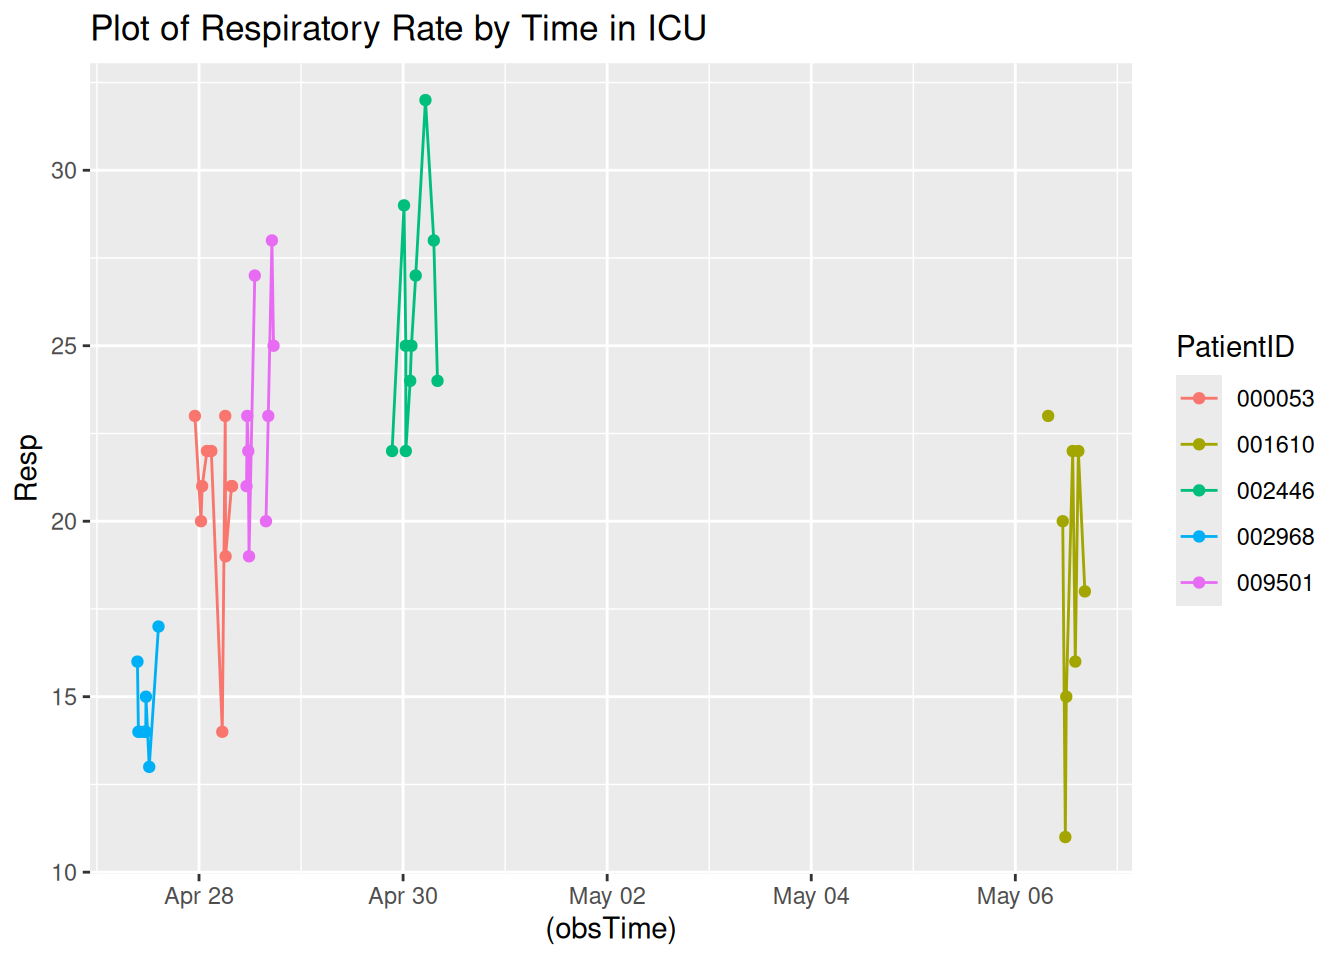 Plot of Respiratory Rate by Time in ICU
Resp
30
25
20
15
10
Apr 28
Apr 30
May 02
May 04
May 06
(obsTime)
PatientID
000053
001610
002446
002968
009501